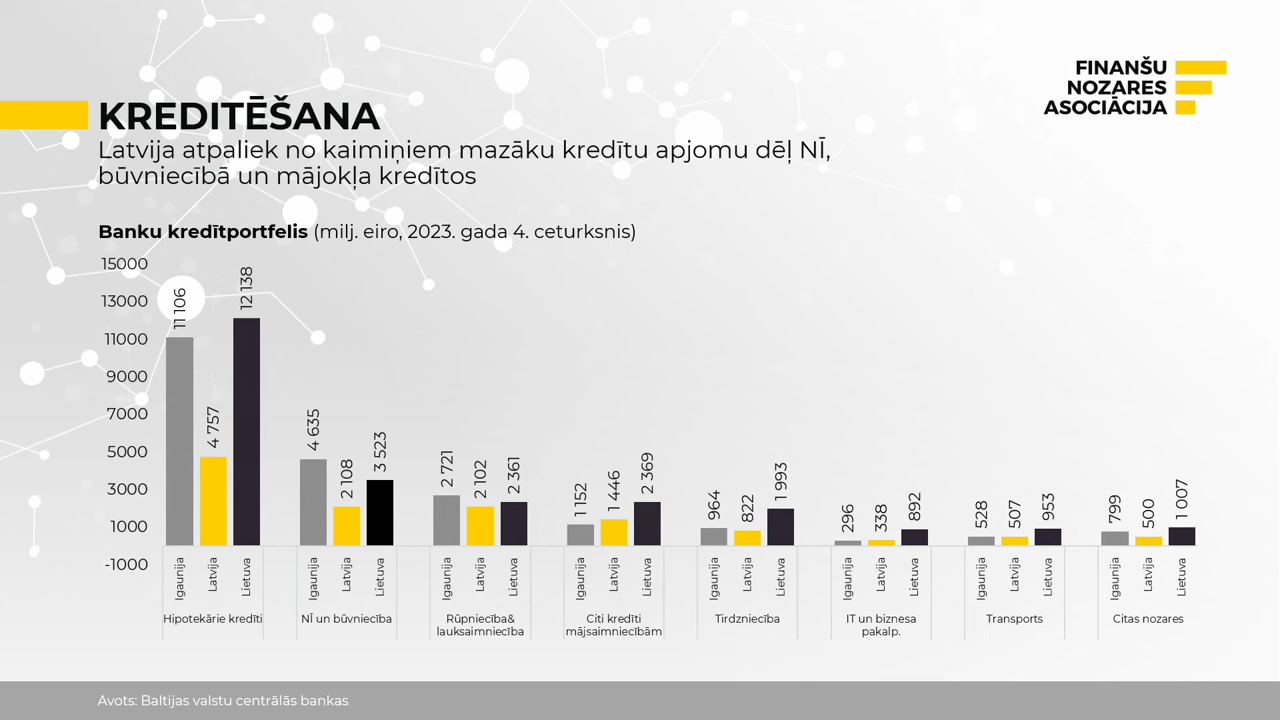 FINANŠU
NOZARES
ASOCIĀCIJA
KREDITĒŠANA
Latvija atpaliek no kaimiņiem mazāku kredītu apjomu dēļ NĪ,
būvniecībā un mājokļa kredītos
Banku kredītportfelis (milj. eiro, 2023. gada 4. ceturksnis)
15000
13000
11000
9000
7000
5000
3000
1000
-1000
11 106
4 757
12 138
4 635
2 108
3 523
2 721
2 102
2 361
1 152
1 446
2 369
964
822
1 993
296
338
892
528
507
953
799
500
1 007
Igaunija Latvija Lietuva Igaunija Latvija Lietuva Igaunija Latvija Lietuva Igaunija Latvija Lietuva Igaunija Latvija Lietuva Igaunija Latvija Lietuva Igaunija Latvija Lietuva Igaunija Latvija Lietuva
Hipotekārie kredīti
NĪ un būvniecība
Rūpniecība&
lauksaimniecība
Citi kredīti
mājsaimniecībām
Tirdzniecība
IT un biznesa
pakalp.
Transports
Citas nozares
Avots: Baltijas valstu centrālās bankas